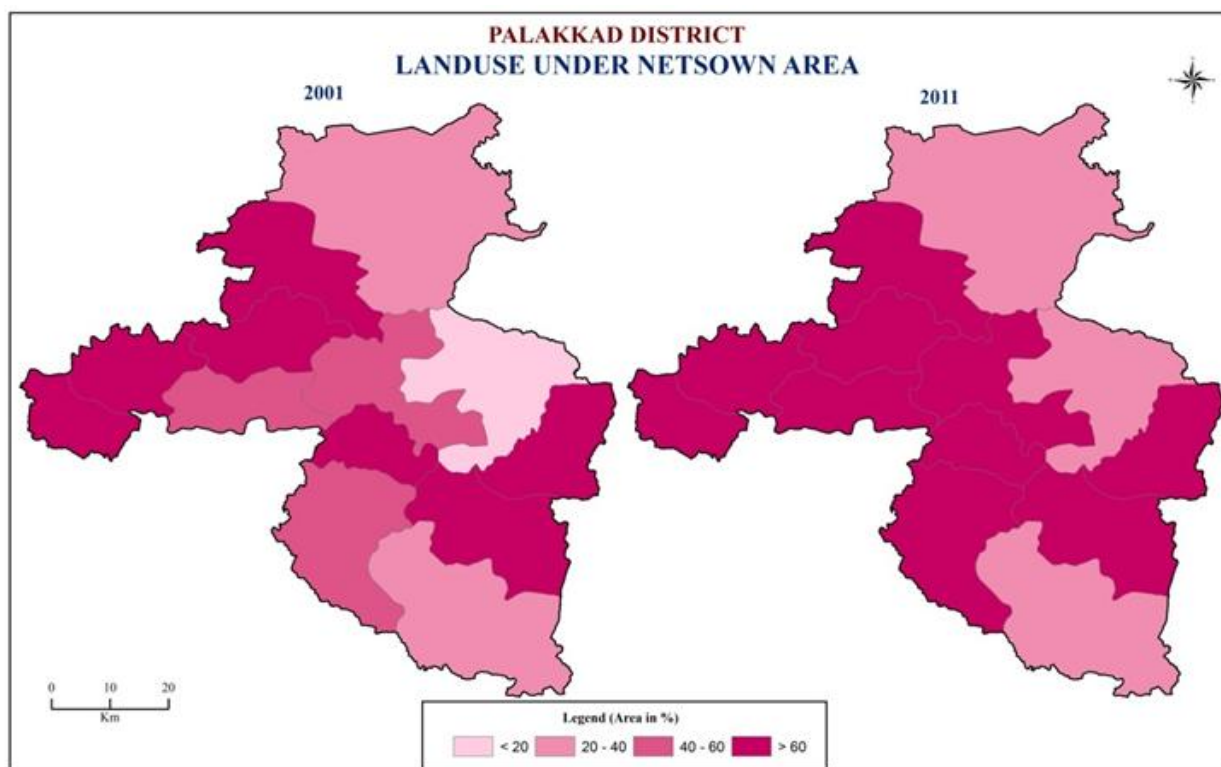 PALAKKAD DISTRICT
LANDUSE UNDER NETSOWN AREA
2001
2011
0 10 20
Km
Legend (Area in %)
< 20 20 - 40 40 - 60 > 60